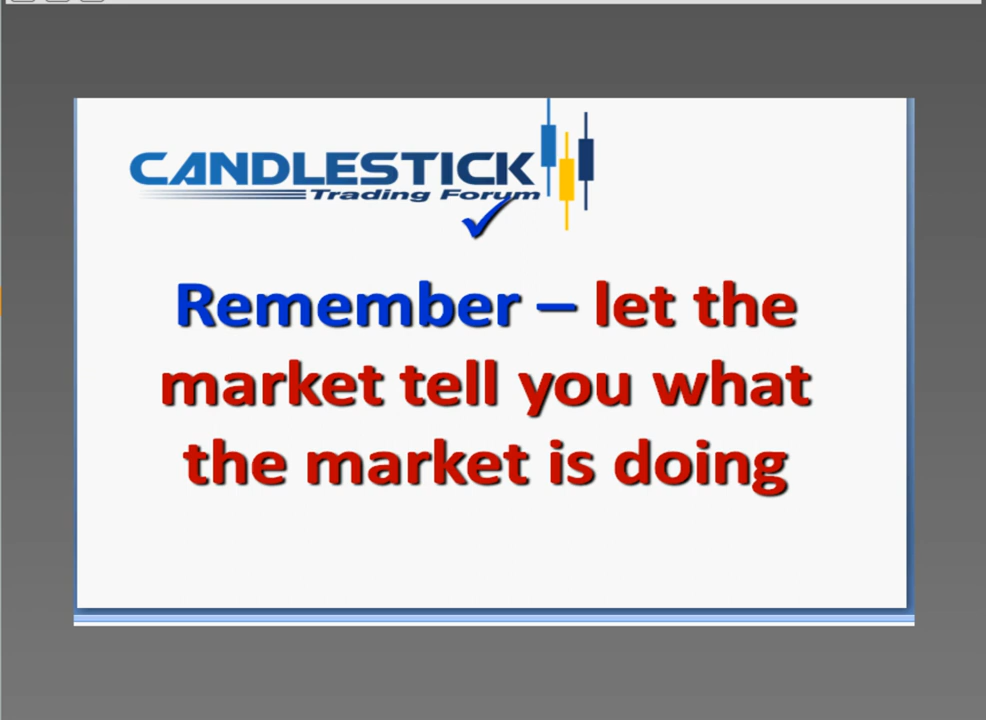 CANDLESTICK
Trading Forum
Remember – let the
market tell you what
the market is doing